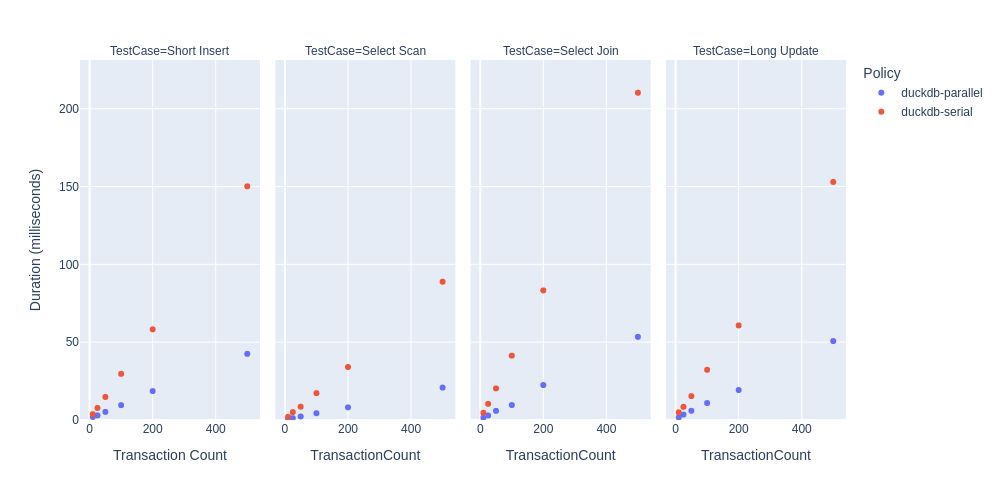 TestCase=Short Insert
TestCase=Select Scan
TestCase=Select Join
TestCase=Long Update
Policy
duckdb-parallel
duckdb-serial
Duration (milliseconds)
200
150
100
50
0
0 200 400
0 200 400
0 200 400
0 200 400
Transaction Count
TransactionCount
TransactionCount
TransactionCount